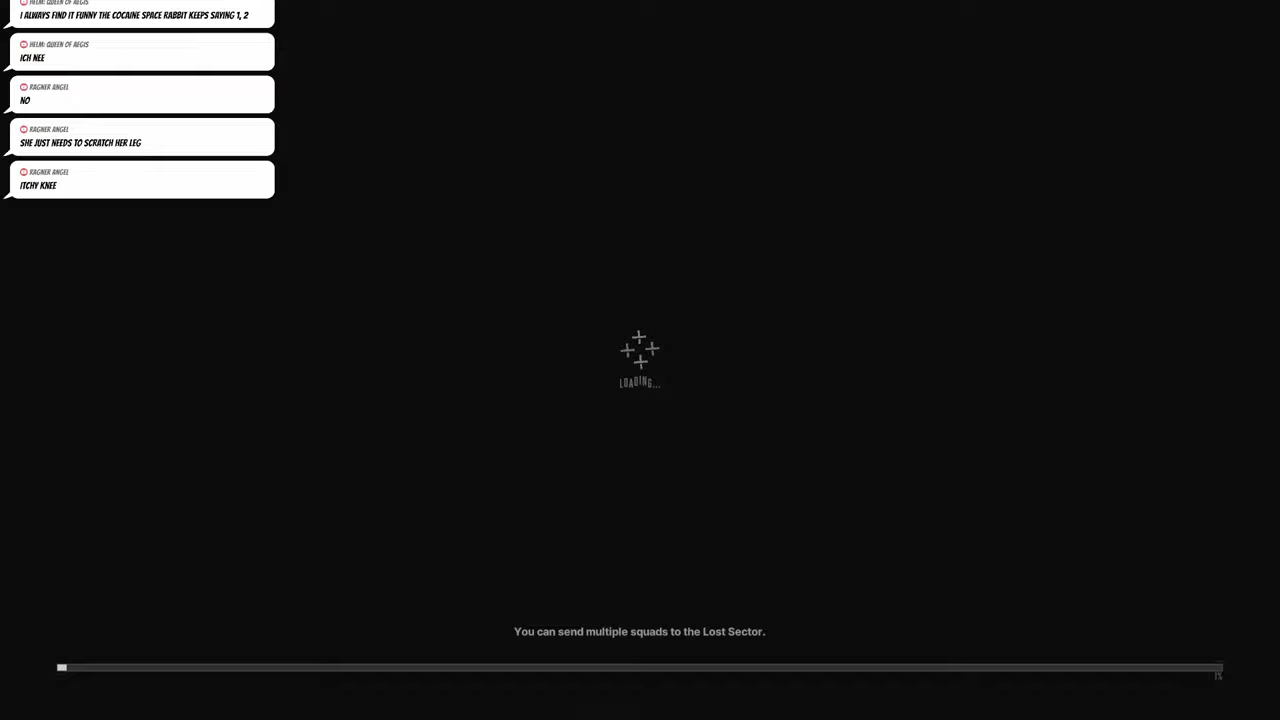 HELM: QUEEN OF AEGIS
I ALWAYS FIND IT FUNNY THE COCAINE SPACE RABBIT KEEPS SAYING 1, 2
HELM: QUEEN OF AEGIS
ICH NEE
RAGNER ANGEL
NO
RAGNER ANGEL
SHE JUST NEEDS TO SCRATCH HER LEG
RAGNER ANGEL
ITCHY KNEE
LOADING...
You can send multiple squads to the Lost Sector.
1%